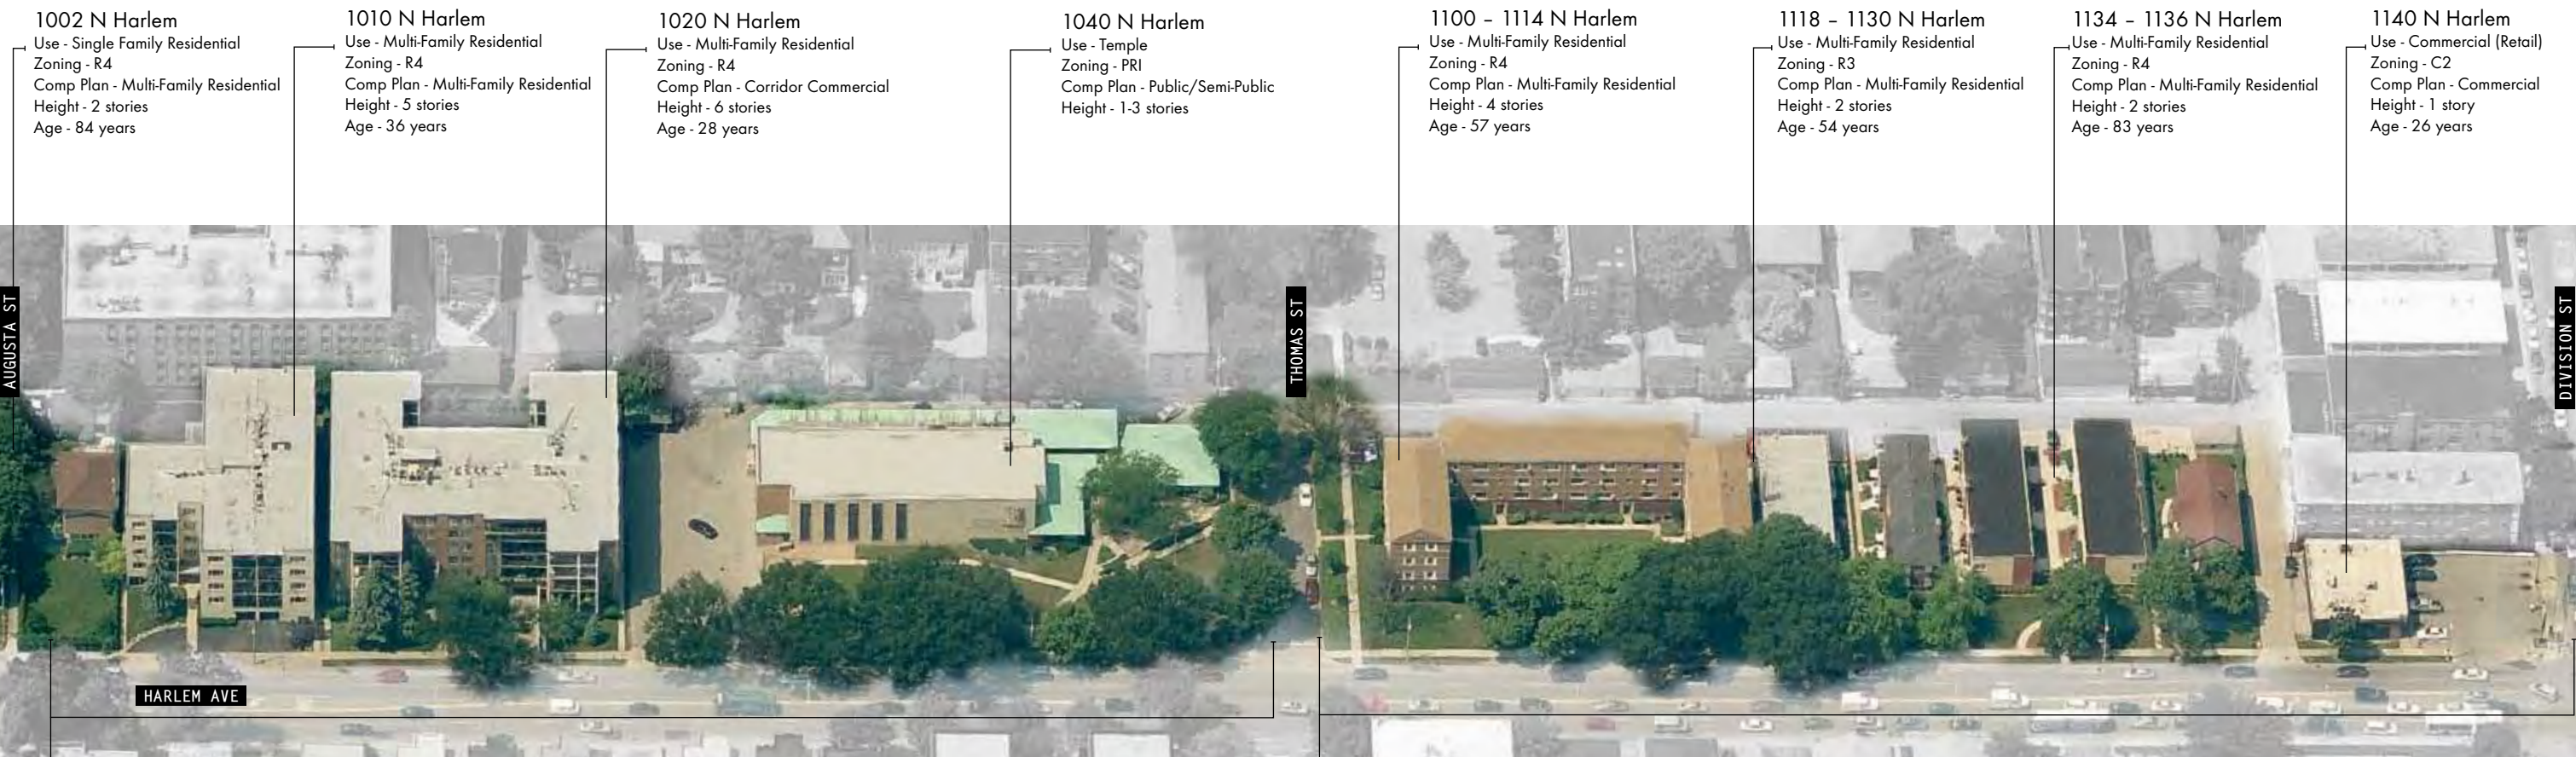 1002 N Harlem
Use - Single Family Residential
Zoning - R4
Comp Plan - Multi-Family Residential
Height - 2 stories
Age - 84 years
1010 N Harlem
Use - Multi-Family Residential
Zoning - R4
Comp Plan - Multi-Family Residential
Height - 5 stories
Age - 36 years
1020 N Harlem
Use - Multi-Family Residential
Zoning - R4
Comp Plan - Corridor Commercial
Height - 6 stories
Age - 28 years
1040 N Harlem
Use - Temple
Zoning - PRI
Comp Plan - Public/Semi-Public
Height - 1-3 stories
1100 – 1114 N Harlem
Use - Multi-Family Residential
Zoning - R4
Comp Plan - Multi-Family Residential
Height - 4 stories
Age - 57 years
1118 – 1130 N Harlem
Use - Multi-Family Residential
Zoning - R3
Comp Plan - Multi-Family Residential
Height - 2 stories
Age - 54 years
1134 – 1136 N Harlem
Use - Multi-Family Residential
Zoning - R4
Comp Plan - Multi-Family Residential
Height - 2 stories
Age - 83 years
1140 N Harlem
Use - Commercial (Retail)
Zoning - C2
Comp Plan - Commercial
Height - 1 story
Age - 26 years
AUGUSTA ST
THOMAS ST
DIVISION ST
HARLEM AVE